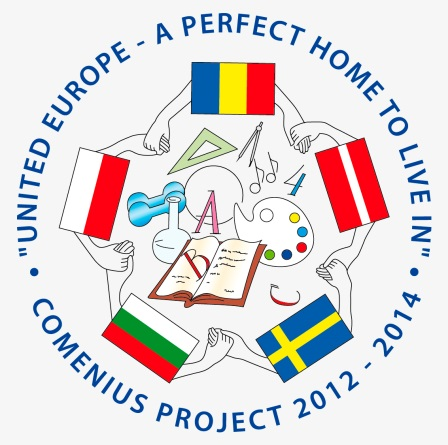 "UNITED EUROPE - A PERFECT HOME TO LIVE IN"
• COMENIUS PROJECT 2012 - 2014 •
A